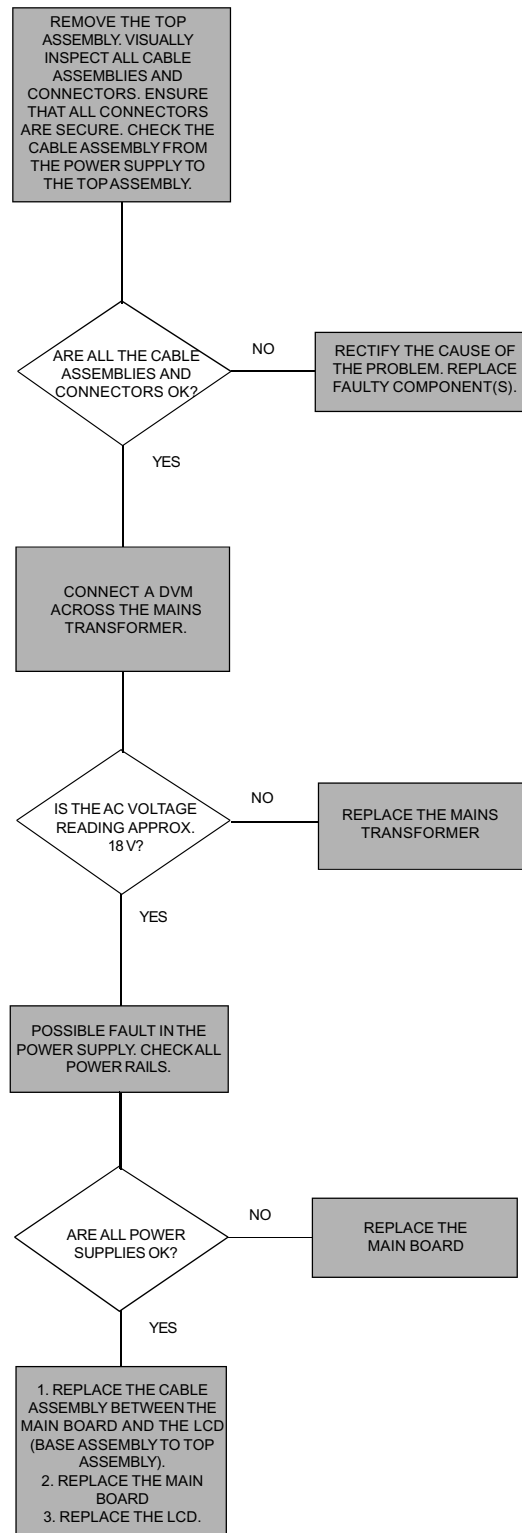 REMOVE THE TOP
ASSEMBLY. VISUALLY
INSPECT ALL CABLE
ASSEMBLIES AND
CONNECTORS. ENSURE
THAT ALL CONNECTORS
ARE SECURE. CHECK THE
CABLE ASSEMBLY FROM
THE POWER SUPPLY TO
THE TOP ASSEMBLY.
ARE ALL THE CABLE
ASSEMBLIES AND
CONNECTORS OK?
NO
RECTIFY THE CAUSE OF
THE PROBLEM. REPLACE
FAULTY COMPONENT(S).
YES
CONNECT A DVM
ACROSS THE MAINS
TRANSFORMER.
IS THE AC VOLTAGE
READING APPROX.
18 V?
NO
REPLACE THE MAINS
TRANSFORMER
YES
POSSIBLE FAULT IN THE
POWER SUPPLY. CHECK ALL
POWER RAILS.
ARE ALL POWER
SUPPLIES OK?
NO
REPLACE THE
MAIN BOARD
YES
1. REPLACE THE CABLE
ASSEMBLY BETWEEN THE
MAIN BOARD AND THE LCD
(BASE ASSEMBLY TO TOP
ASSEMBLY).
2. REPLACE THE MAIN
BOARD
3. REPLACE THE LCD.